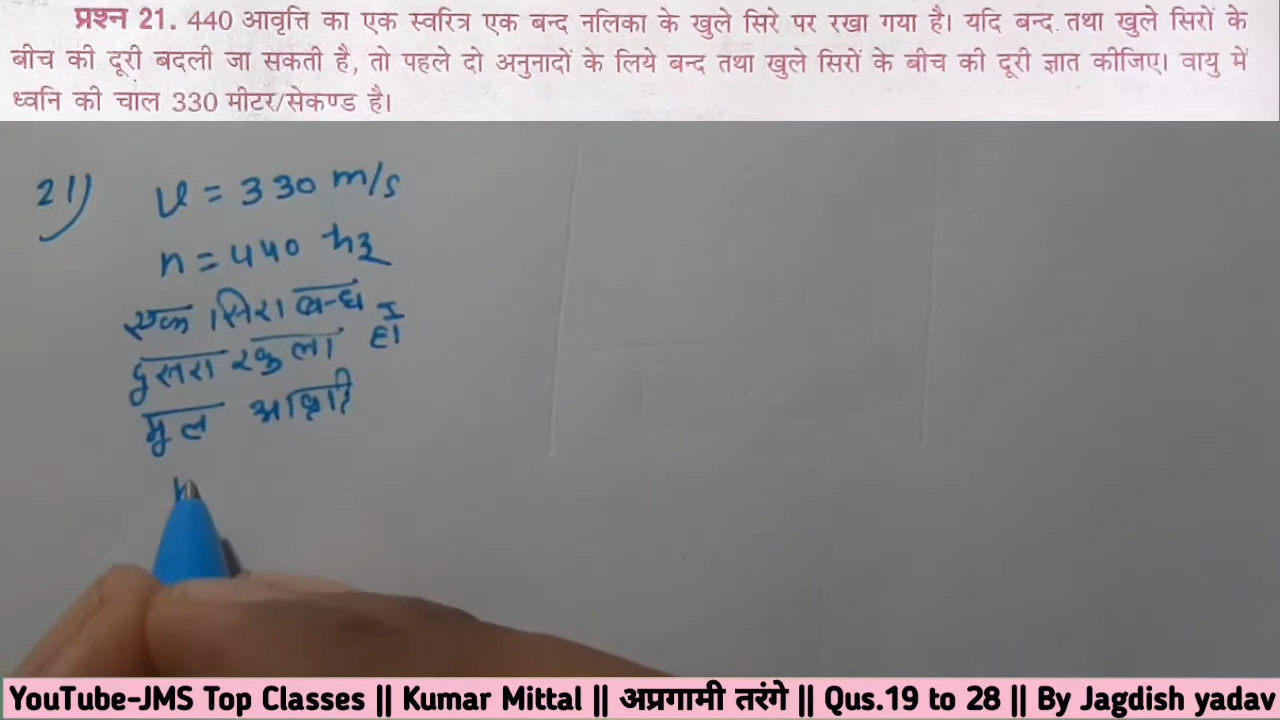 प्रश्न 21. 440 आवृत्ति का एक स्वरित्र एक बन्द नलिका के खुले सिरे पर रखा गया है। यदि बन्द तथा खुले सिरों के
बीच की दूरी बदली जा सकती है, तो पहले दो अनुनादों के लिये बन्द तथा खुले सिरों के बीच की दूरी ज्ञात कीजिए। वायु में
ध्वनि की चाल 330 मीटर/सेकण्ड है।
21)
v = 330 m/s
n = 440 hz
एक सिरा बन्ध
दुसरा खुला हो
मुल आवृति
n
YouTube-JMS Top Classes || Kumar Mittal || अप्रगामी तरंगे || Qus.19 to 28 || By Jagdish yadav